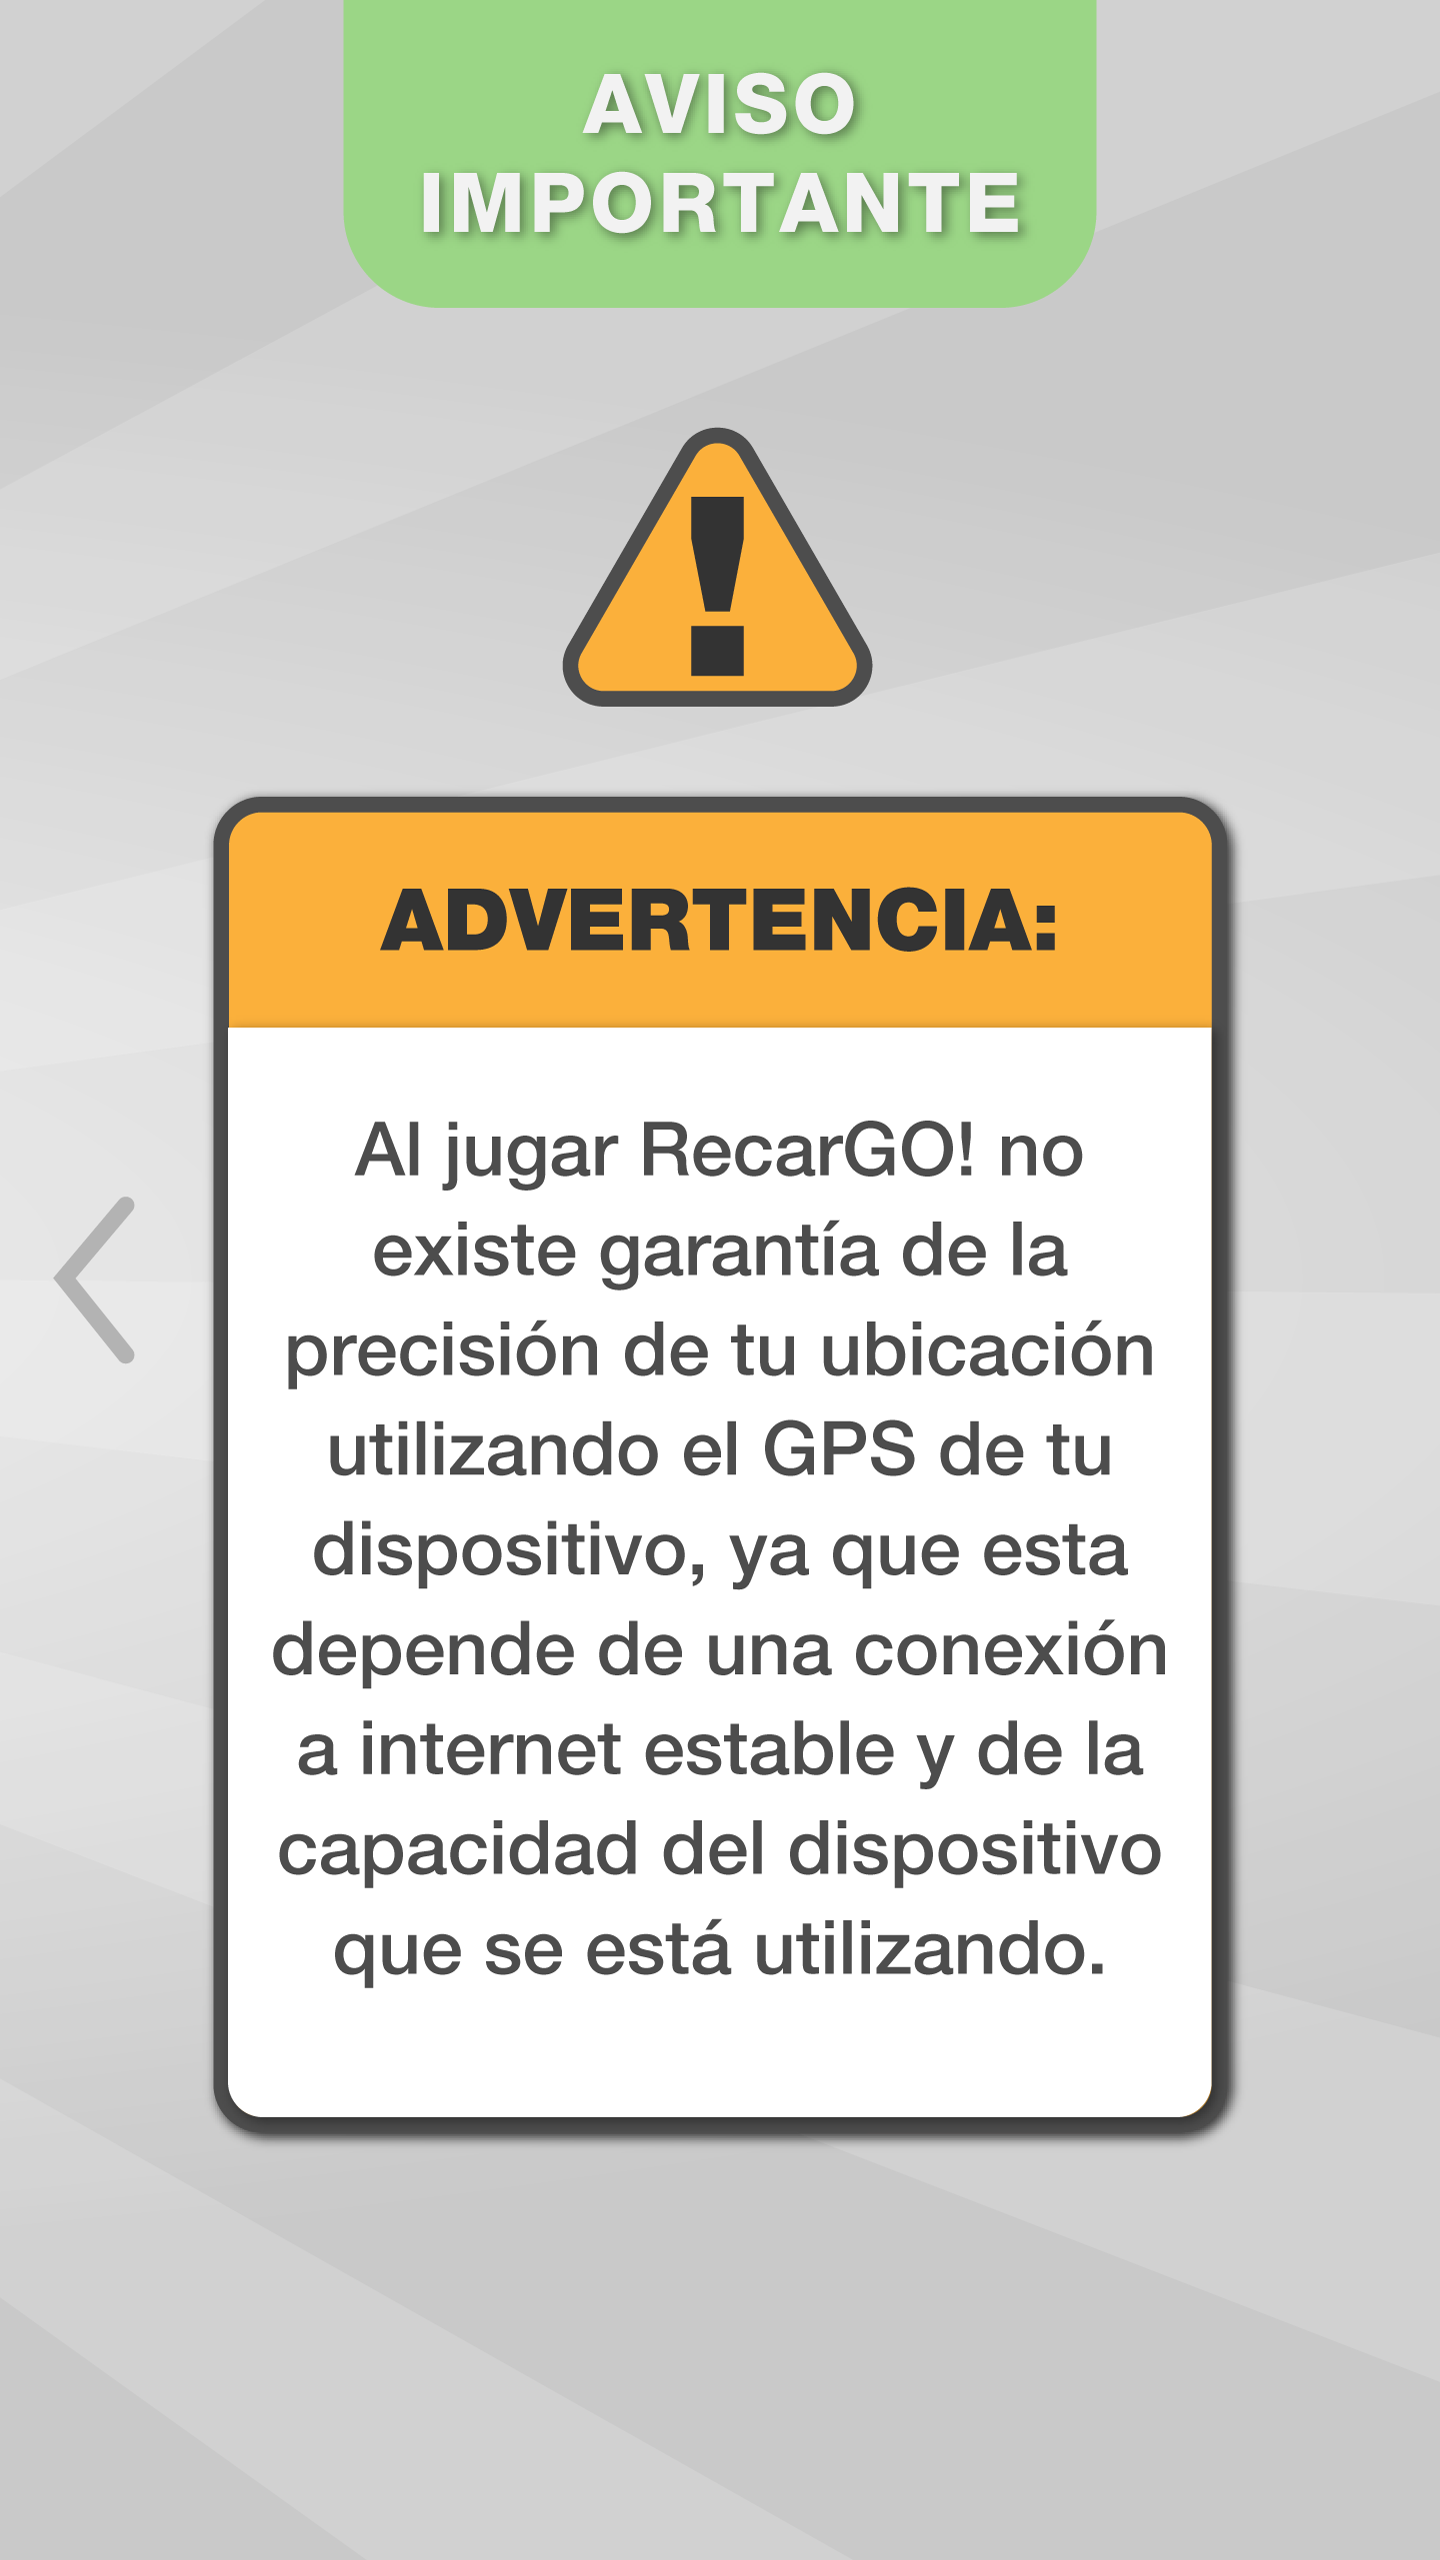 AVISO
IMPORTANTE
!
ADVERTENCIA:
Al jugar RecarGO! no
existe garantía de la
precisión de tu ubicación
utilizando el GPS de tu
dispositivo, ya que esta
depende de una conexión
a internet estable y de la
capacidad del dispositivo
que se está utilizando.